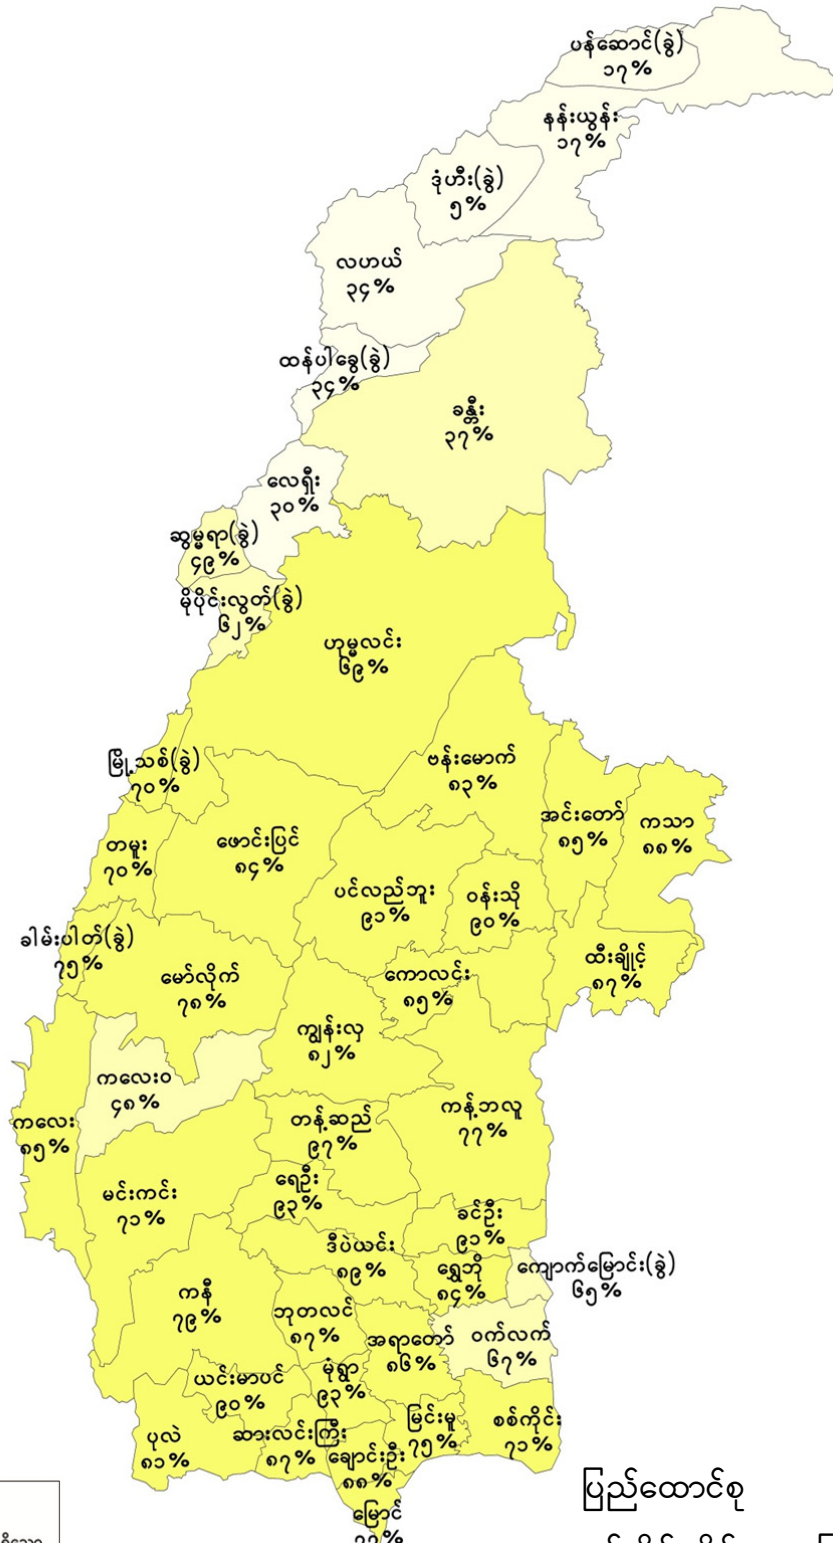 ပန်ဆောင်(ခွဲ)
၁၇%
နန်းယွန်း
၁၇%
ဒုံဟီး(ခွဲ)
၅%
လဟယ်
၃၄%
ထန်ပါခွေ(ခွဲ)
၃၄%
ခန္တီး
၃၇%
လေရှီး
၃၀%
ဆွမ္မရာ(ခွဲ)
၄၉%
မိုပိုင်းလွတ်(ခွဲ)
၆၂%
ဟုမ္မလင်း
၆၉%
မြို့သစ်(ခွဲ)
၇၀%
ဗန်းမောက်
၈၃%
အင်းတော်
၈၅%
ကသာ
၈၈%
တမူး
၇၀%
ဖောင်းပြင်
၈၄%
ပင်လည်ဘူး
၉၁%
ဝန်းသို
၉၀%
ခါမ်းပါတ်(ခွဲ)
၇၅%
မော်လိုက်
၇၈%
ကောလင်း
၈၅%
ထီးချိုင့်
၈၇%
ကျွန်းလှ
၈၂%
ကလေးဝ
၄၈%
ကလေး
၈၅%
တန့်ဆည်
၉၇%
ကန့်ဘလူ
၇၇%
မင်းကင်း
၇၁%
ရေဦး
၉၃%
ခင်ဦး
၉၁%
ဒီပဲယင်း
၈၉%
ရွှေဘို
၈၄%
ကျောက်မြောင်း(ခွဲ)
၆၅%
ကနီ
၇၉%
ဘုတလင်
၈၇%
အရာတော်
၈၆%
ဝက်လက်
၆၇%
ယင်းမာပင်
၉၀%
မုံရွာ
၉၃%
ပုလဲ
၈၁%
ဆားလင်းကြီး
၈၇%
ချောင်းဦး
၈၈%
မြင်းမူ
၇၅%
စစ်ကိုင်း
၇၁%
မြောင်
ပြည်ထောင်စု